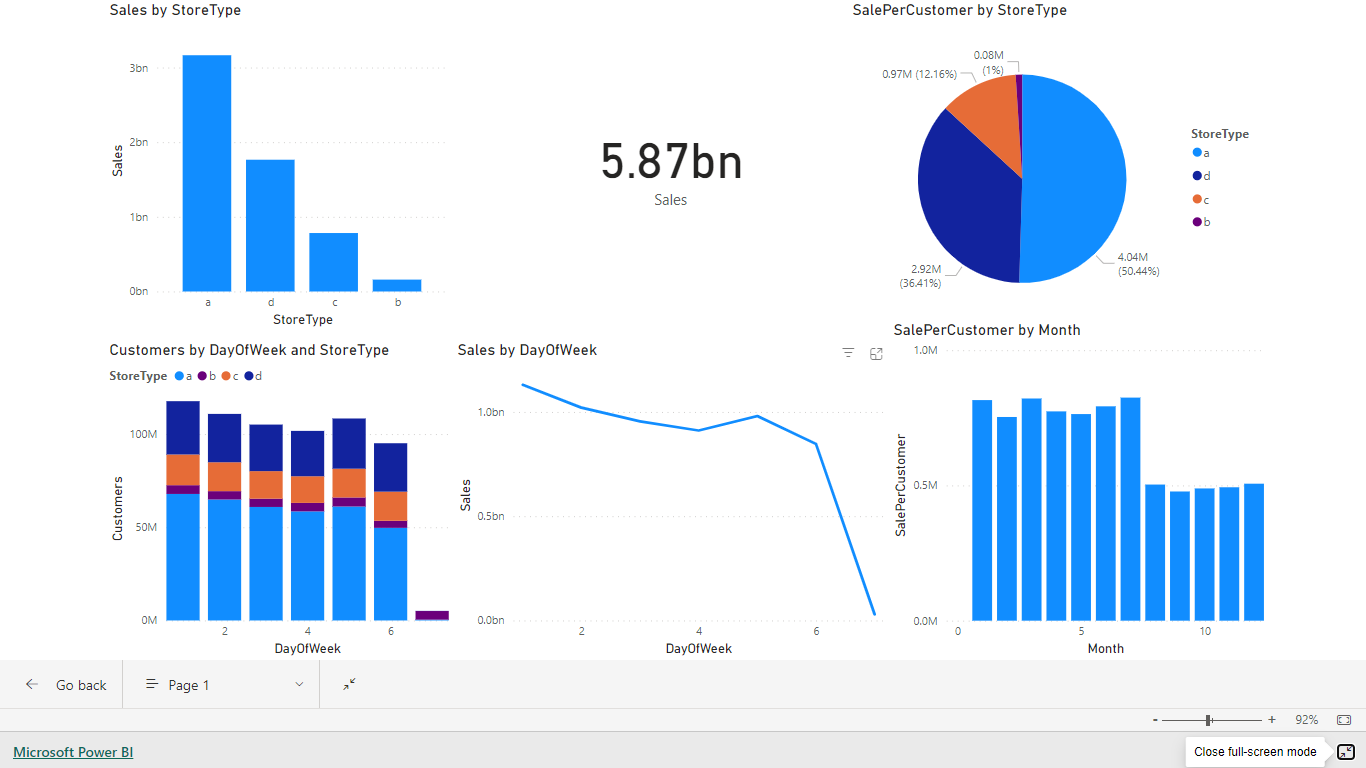 Sales by StoreType
3bn
2bn
1bn
0bn
Sales
a d c b
StoreType
5.87bn
Sales
SalePerCustomer by StoreType
0.08M
(1%)
0.97M (12.16%)
2.92M
(36.41%)
4.04M
(50.44%)
StoreType
a
d
c
b
Customers by DayOfWeek and StoreType
StoreType a b c d
100M
50M
0M
Customers
2 4 6
DayOfWeek
Sales by DayOfWeek
1.0bn
0.5bn
0.0bn
Sales
2 4 6
DayOfWeek
SalePerCustomer by Month
1.0M
0.5M
0.0M
SalePerCustomer
0 5 10
Month
Go back
Page 1
- + 92%
Microsoft Power BI
Close full-screen mode